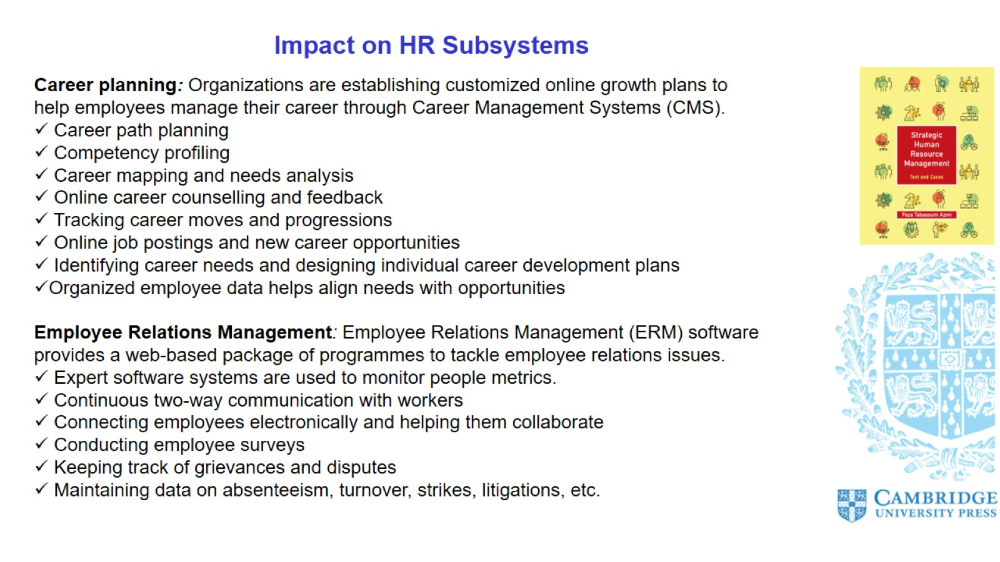 Impact on HR Subsystems
Career planning: Organizations are establishing customized online growth plans to
help employees manage their career through Career Management Systems (CMS).
✓ Career path planning
✓ Competency profiling
✓ Career mapping and needs analysis
✓ Online career counselling and feedback
✓ Tracking career moves and progressions
✓ Online job postings and new career opportunities
✓ Identifying career needs and designing individual career development plans
✓Organized employee data helps align needs with opportunities
Employee Relations Management: Employee Relations Management (ERM) software
provides a web-based package of programmes to tackle employee relations issues.
✓ Expert software systems are used to monitor people metrics.
✓ Continuous two-way communication with workers
✓ Connecting employees electronically and helping them collaborate
✓ Conducting employee surveys
✓ Keeping track of grievances and disputes
✓ Maintaining data on absenteeism, turnover, strikes, litigations, etc.
Strategic
Human
Resource
Management
Text and Cases
Feza Tabassum Azmi
CAMBRIDGE
UNIVERSITY PRESS